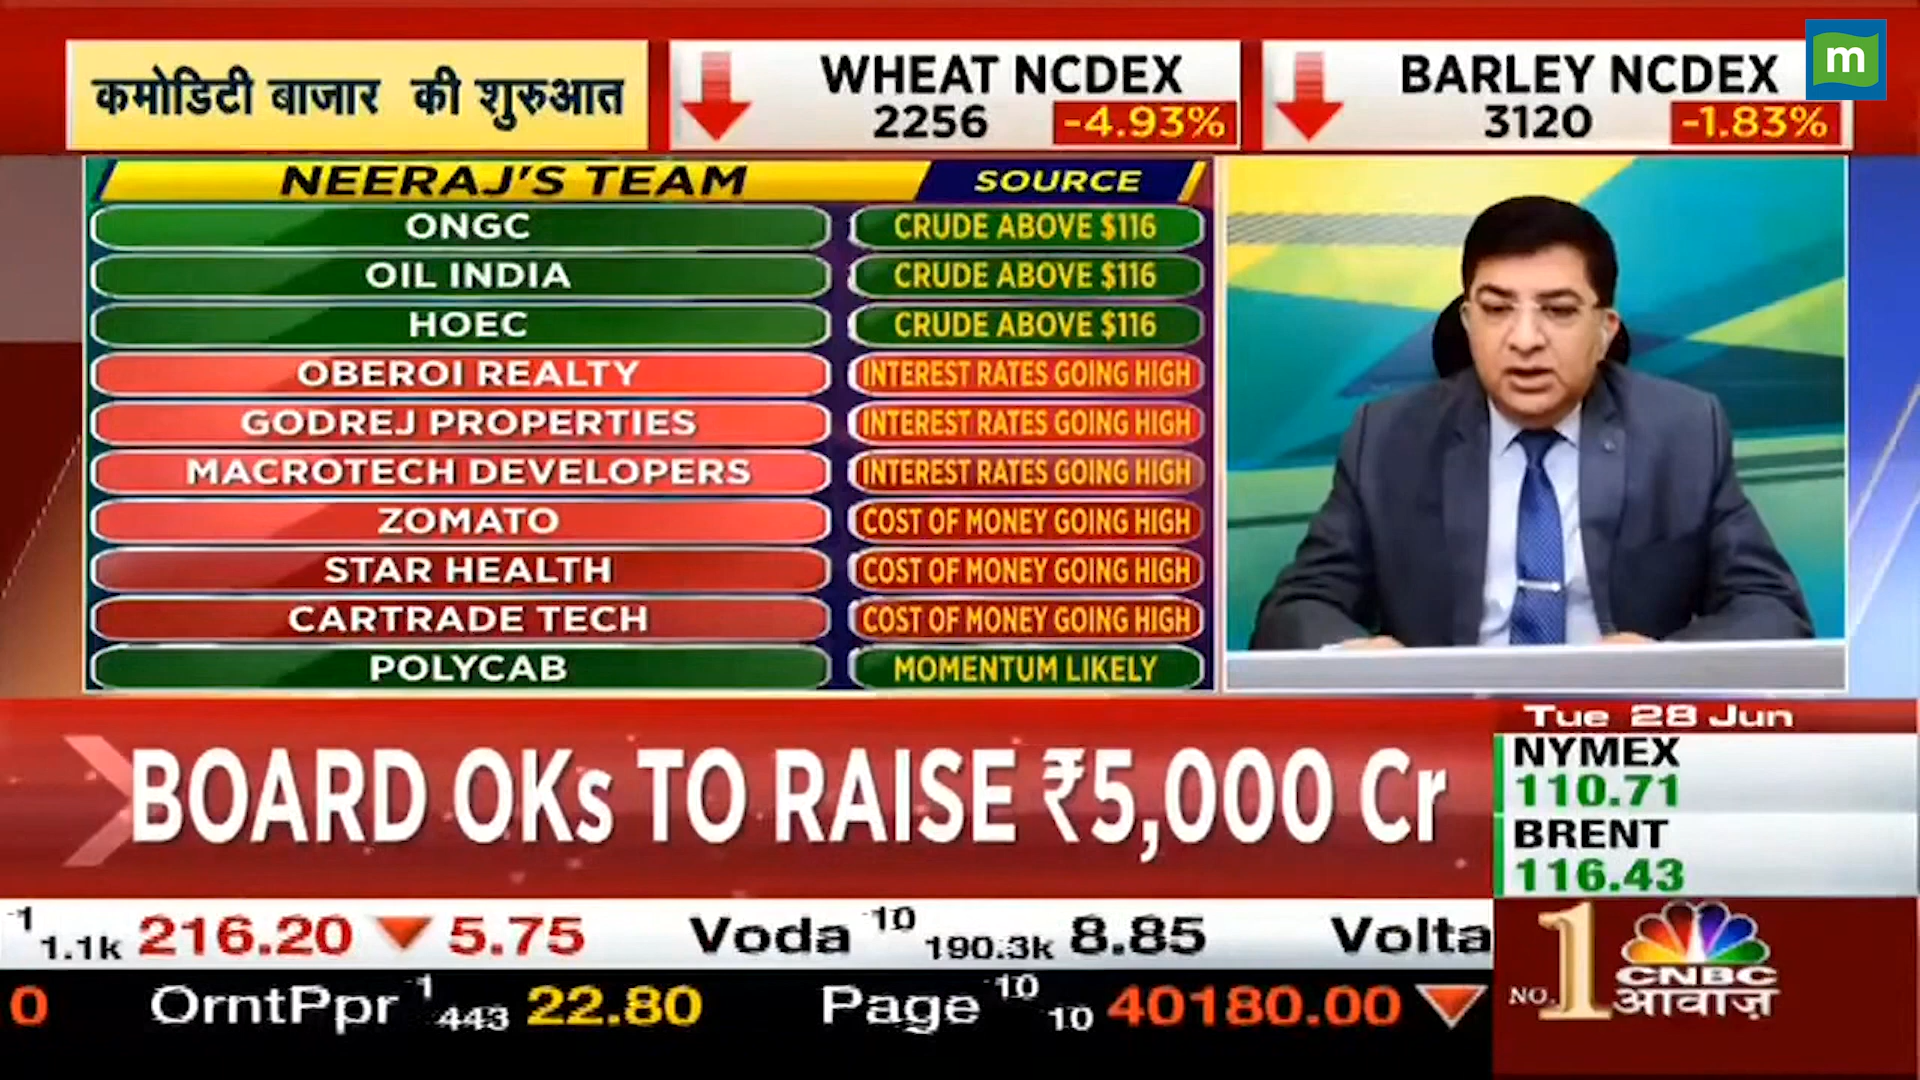 कमोडिटी बाजार की शुरुआत
WHEAT NCDEX
2256 -4.93%
BARLEY NCDEX
3120 -1.83%
m
NEERAJ'S TEAM SOURCE
ONGC CRUDE ABOVE $116
OIL INDIA CRUDE ABOVE $116
HOEC CRUDE ABOVE $116
OBEROI REALTY INTEREST RATES GOING HIGH
GODREJ PROPERTIES INTEREST RATES GOING HIGH
MACROTECH DEVELOPERS INTEREST RATES GOING HIGH
ZOMATO COST OF MONEY GOING HIGH
STAR HEALTH COST OF MONEY GOING HIGH
CARTRADE TECH COST OF MONEY GOING HIGH
POLYCAB MOMENTUM LIKELY
BOARD OKs TO RAISE ₹5,000 Cr
Tue 28 Jun
NYMEX
110.71
BRENT
116.43
-1 1.1k 216.20 5.75 Voda -10 190.3k 8.85 Volta
0 OrntPpr -1 443 22.80 Page -10 10 40180.00
NO. 1 CNBC
आवाज़